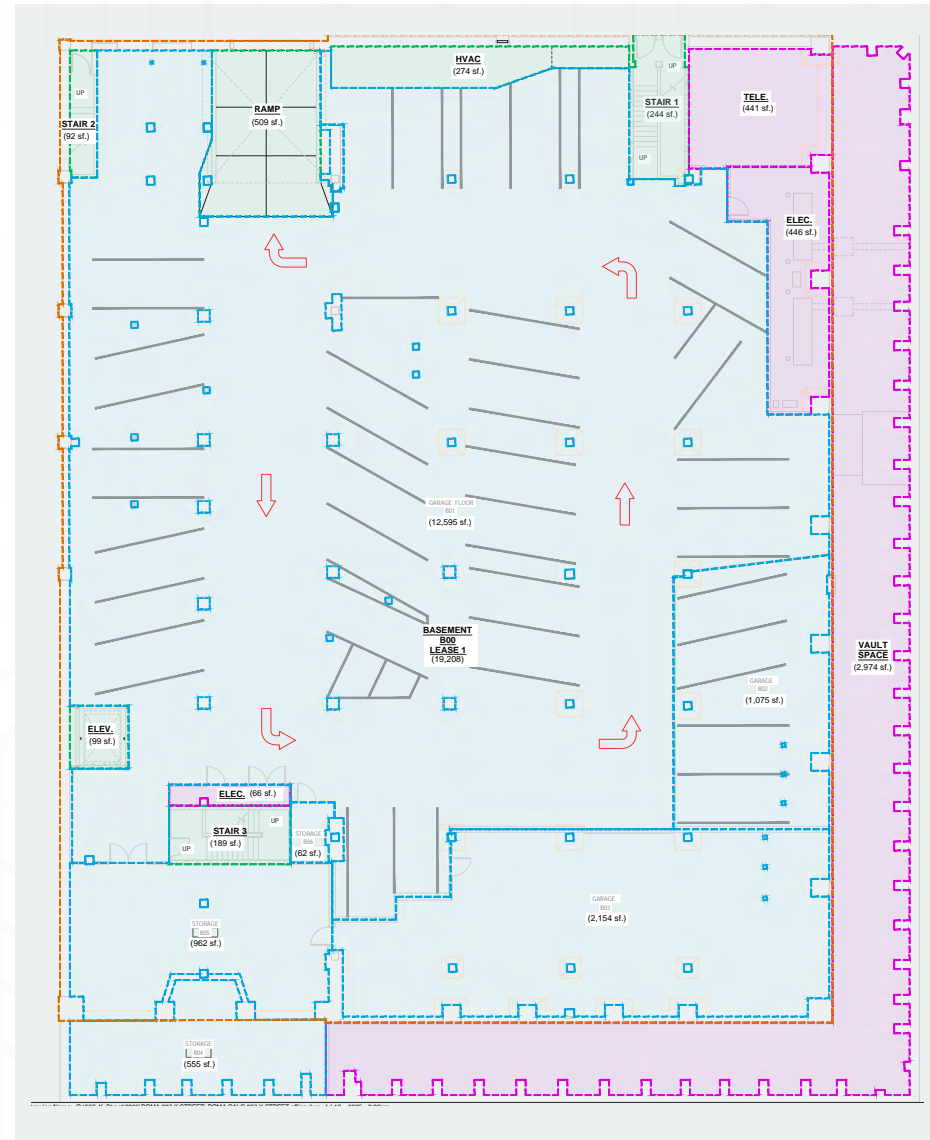 HVAC
(274 sf.)
UP
UP
RAMP
(509 sf.)
STAIR 2
(92 sf.)
STAIR 1
(244 sf.)
UP
TELE.
(441 sf.)
ELEC.
(446 sf.)
GARAGE FLOOR
B01
(12,595 sf.)
BASEMENT
B00
LEASE 1
(19,208)
VAULT
SPACE
(2,974 sf.)
GARAGE
B02
(1,075 sf.)
ELEV.
(99 sf.)
ELEC. (66 sf.)
UP
STAIR 3
(189 sf.)
UP
STORAGE
B06
(62 sf.)
GARAGE
B03
(2,154 sf.)
STORAGE
B05
(962 sf.)
STORAGE
B04
(555 sf.)